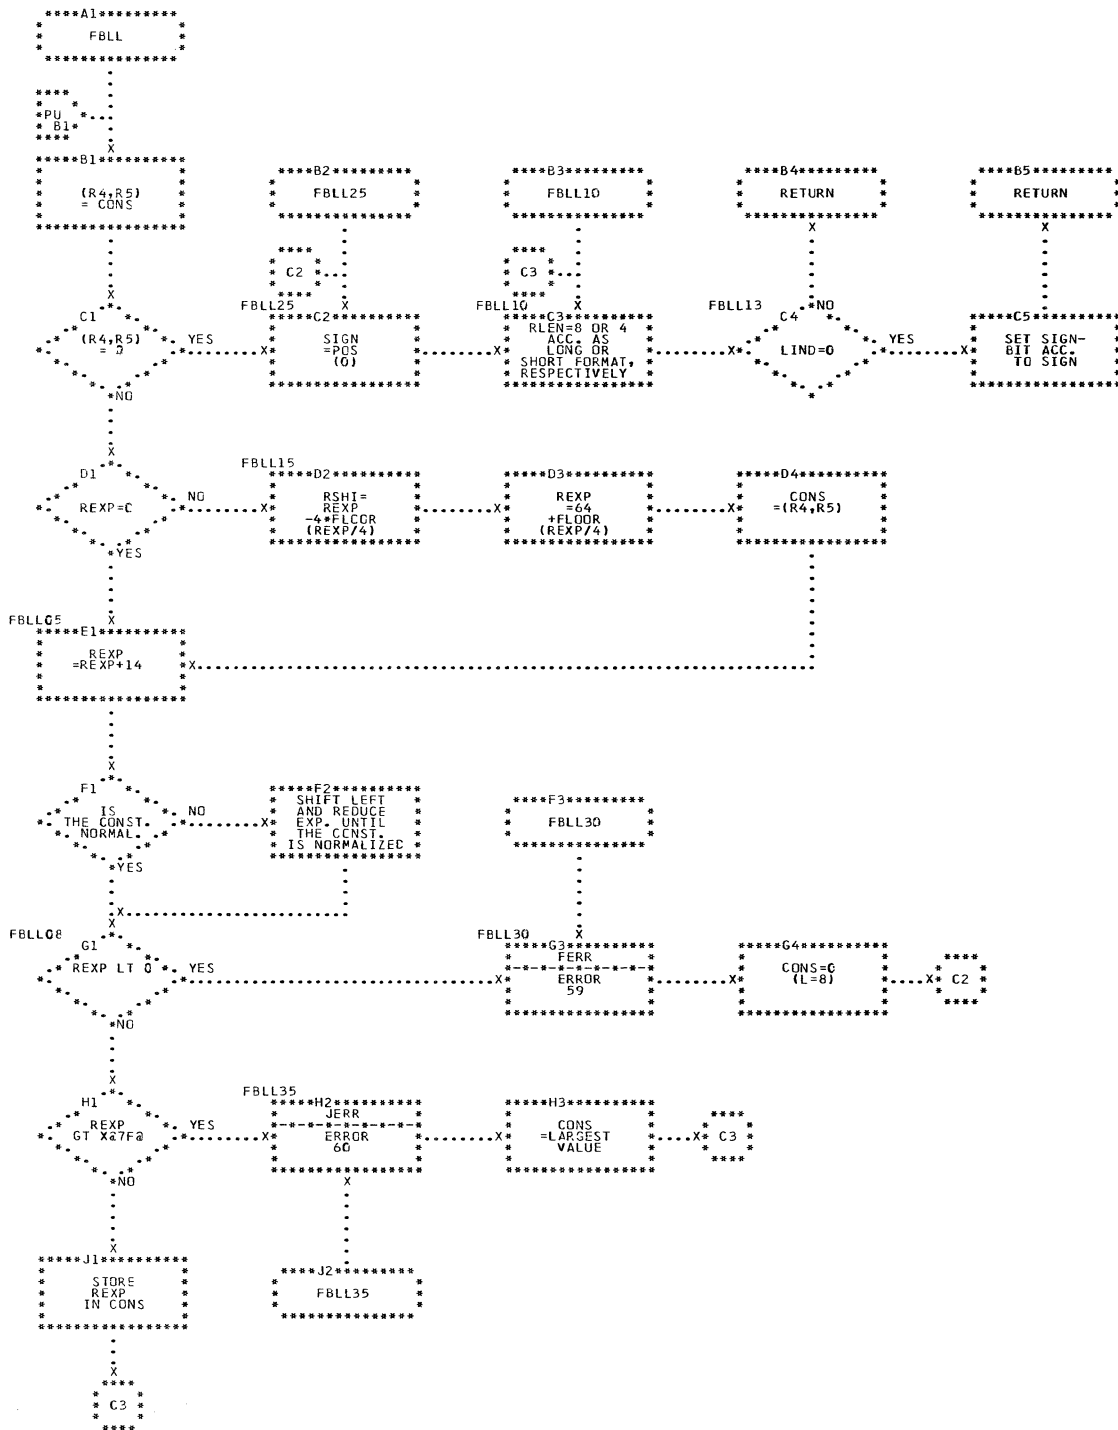 A1
FBLL
PU
B1
B1
(R4,R5)
= CONS
B2
FBLL25
B3
FBLL10
B4
RETURN
B5
RETURN
C2
C3
C1
(R4,R5)
= 0
YES
NO
FBLL25
C2
SIGN
=POS
(0)
FBLL10
C3
RLEN=8 OR 4
ACC. AS
LONG OR
SHORT FORMAT,
RESPECTIVELY
FBLL13
C4
NO
LIND=0
YES
C5
SET SIGN-
BIT ACC.
TO SIGN
D1
REXP=0
NO
YES
FBLL15
D2
RSHI=
REXP
-4*FLOOR
(REXP/4)
D3
REXP
=64
+FLOOR
(REXP/4)
D4
CONS
=(R4,R5)
FBLL05
E1
REXP
=REXP+14
F1
IS
THE CONST.
NORMAL.
NO
YES
F2
SHIFT LEFT
AND REDUCE
EXP. UNTIL
THE CONST.
IS NORMALIZED
F3
FBLL30
FBLL08
G1
REXP LT 0
YES
NO
FBLL30
G3
FERR
ERROR
59
G4
CONS=0
(L=8)
C2
H1
REXP
GT X@7F@
YES
NO
FBLL35
H2
JERR
ERROR
60
H3
CONS
=LARGEST
VALUE
C3
J1
STORE
REXP
IN CONS
J2
FBLL35
C3